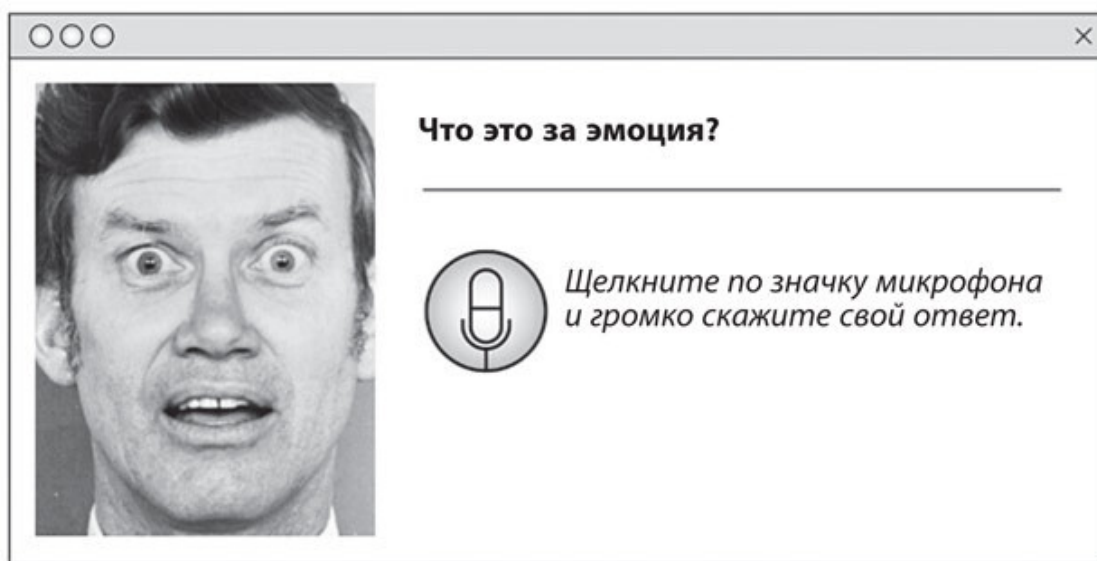 Что это за эмоция?
Щелкните по значку микрофона
и громко скажите свой ответ.